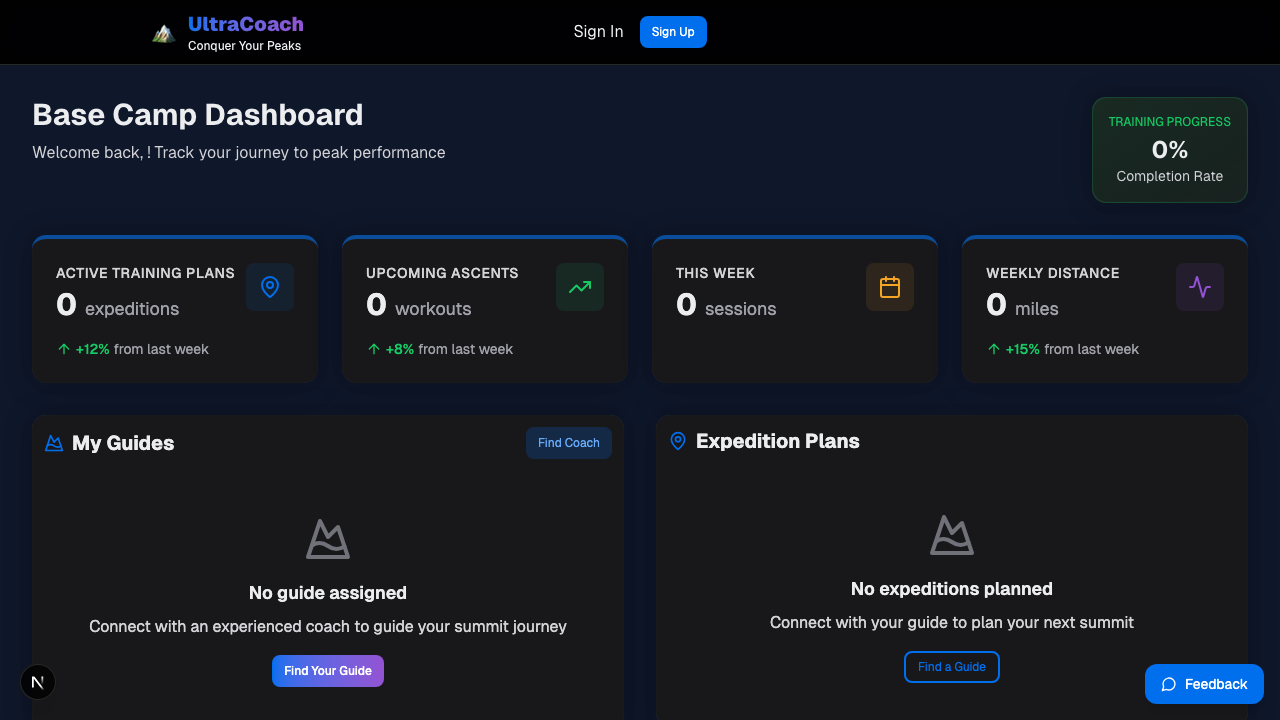 UltraCoach
Conquer Your Peaks
Sign In
Sign Up
Base Camp Dashboard
Welcome back, ! Track your journey to peak performance
TRAINING PROGRESS
0%
Completion Rate
ACTIVE TRAINING PLANS
0 expeditions
+12% from last week
UPCOMING ASCENTS
0 workouts
+8% from last week
THIS WEEK
0 sessions
WEEKLY DISTANCE
0 miles
+15% from last week
My Guides
Find Coach
No guide assigned
Connect with an experienced coach to guide your summit journey
Find Your Guide
Expedition Plans
No expeditions planned
Connect with your guide to plan your next summit
Find a Guide
N
Feedback